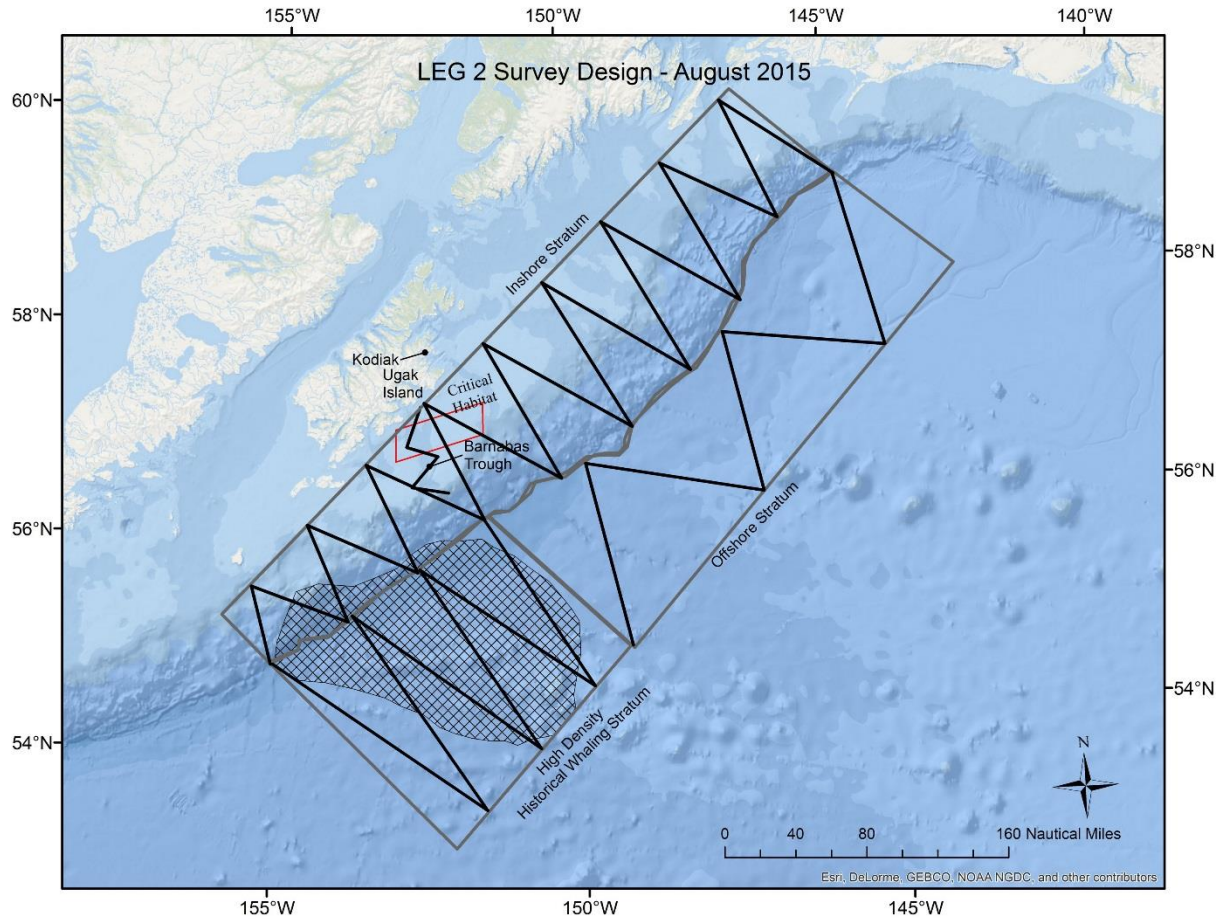 155°W
150°W
145°W
140°W
LEG 2 Survey Design - August 2015
60°N
58°N
Inshore Stratum
58°N
Kodiak
Ugak
Island
Critical
Habitat
Barnabas
Trough
56°N
56°N
Offshore Stratum
54°N
54°N
High Density
Historical Whaling Stratum
N
0
40
80
160 Nautical Miles
Esri, DeLorme, GEBCO, NOAA NGDC, and other contributors
155°W
150°W
145°W